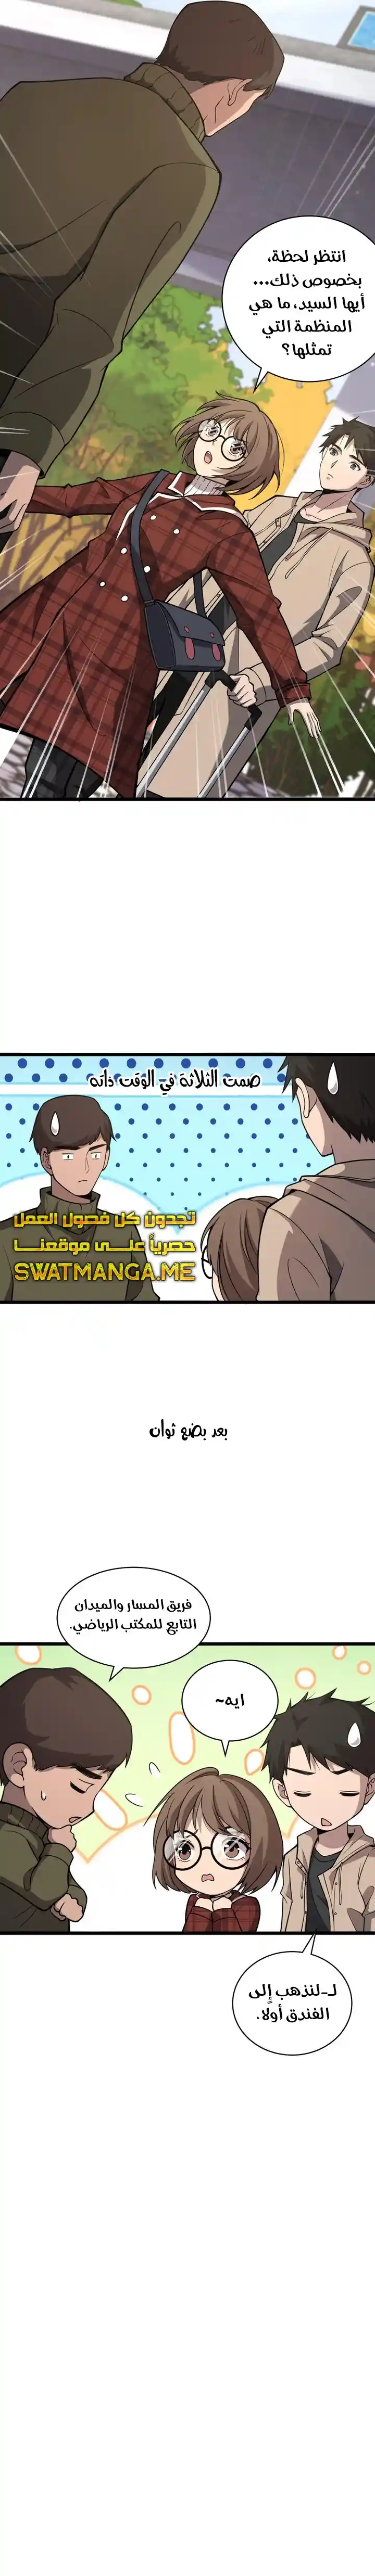 انتظر لحظة،
بخصوص ذلك...
أيها السيد، ما هي
المنظمة التي
تمثلها؟
صمت الثلاثة في الوقت ذاته
تجدون كل فصول العمل
حصرياً على موقعنا
SWATMANGA.ME
بعد بضع ثوان
فريق المسار والميدان
التابع للمكتب الرياضي.
ايه~
لـ-لنذهب إلى
الفندق أولًا.